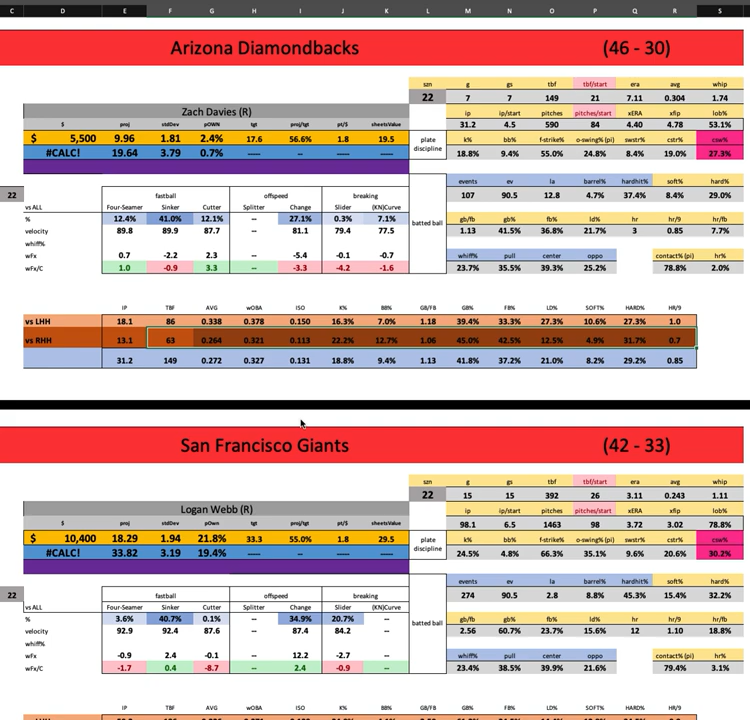 C D E F G H I J K L M N O P Q R S
Arizona Diamondbacks (46 - 30)
szn g gs tbf tbf/start era avg whip
22 7 7 149 21 7.11 0.304 1.74
Zach Davies (R) ip ip/start pitches pitches/start xERA xfip lob%
$ proj stdDev pOWN tgt proj/tgt pt/$ sheetsValue 31.2 4.5 590 84 4.40 4.78 53.1%
$ 5,500 9.96 1.81 2.4% 17.6 56.6% 1.8 19.5 plate discipline k% bb% f-strike% o-swing% (pi) swstr% cstr% csw%
#CALC! 19.64 3.79 0.7% ---- -- ---- ---- 18.8% 9.4% 55.0% 24.8% 8.4% 19.0% 27.3%
events ev la barrel% hardhit% soft% hard%
22 fastball offspeed breaking 107 90.5 12.8 4.7% 37.4% 8.4% 29.0%
vs ALL Four-Seamer Sinker Cutter Splitter Change Slider (KN)Curve
% 12.4% 41.0% 12.1% -- 27.1% 0.3% 7.1% batted ball gb/fb gb% fb% ld% hr hr/9 hr/fb
velocity 89.8 89.9 87.7 -- 81.1 79.4 77.5 1.13 41.5% 36.8% 21.7% 3 0.85 7.7%
whiff%
wFx 0.7 -2.2 2.3 -- -5.4 -0.1 -0.7 whiff% pull center oppo contact% (pi) hr%
wFx/C 1.0 -0.9 3.3 -- -3.3 -4.2 -1.6 23.7% 35.5% 39.3% 25.2% 78.8% 2.0%
IP TBF AVG wOBA ISO K% BB% GB/FB GB% FB% LD% SOFT% HARD% HR/9
vs LHH 18.1 86 0.338 0.378 0.150 16.3% 7.0% 1.18 39.4% 33.3% 27.3% 10.6% 27.3% 1.0
vs RHH 13.1 63 0.264 0.321 0.113 22.2% 12.7% 1.06 45.0% 42.5% 12.5% 4.9% 31.7% 0.7
31.2 149 0.272 0.327 0.131 18.8% 9.4% 1.13 41.8% 37.2% 21.0% 8.2% 29.2% 0.85
San Francisco Giants (42 - 33)
szn g gs tbf tbf/start era avg whip
22 15 15 392 26 3.11 0.243 1.11
Logan Webb (R) ip ip/start pitches pitches/start xERA xfip lob%
$ proj stdDev pOwn tgt proj/tgt pt/$ sheetsValue 98.1 6.5 1463 98 3.72 3.02 78.8%
$ 10,400 18.29 1.94 21.8% 33.3 55.0% 1.8 29.5 plate discipline k% bb% f-strike% o-swing% (pi) swstr% cstr% csw%
#CALC! 33.82 3.19 19.4% ---- -- ---- ---- 24.5% 4.8% 66.3% 35.1% 9.6% 20.6% 30.2%
events ev la barrel% hardhit% soft% hard%
22 fastball offspeed breaking 274 90.5 2.8 8.8% 45.3% 15.4% 32.2%
vs ALL Four-Seamer Sinker Cutter Splitter Change Slider (KN)Curve
% 3.6% 40.7% 0.1% -- 34.9% 20.7% -- batted ball gb/fb gb% fb% ld% hr hr/9 hr/fb
velocity 92.9 92.4 87.6 -- 87.4 84.2 -- 2.56 60.7% 23.7% 15.6% 12 1.10 18.8%
whiff%
wFx -0.9 2.4 -0.1 -- 12.2 -2.7 -- whiff% pull center oppo contact% (pi) hr%
wFx/C -1.7 0.4 -8.7 -- 2.4 -0.9 -- 23.4% 38.5% 39.9% 21.6% 79.4% 3.1%
IP TBF AVG wOBA ISO K% BB% GB/FB GB% FB% LD% SOFT% HARD% HR/9